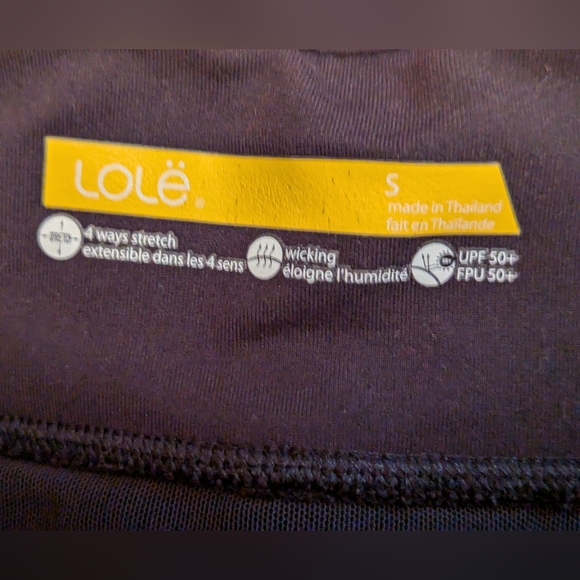 LOLë ®
S
made in Thailand
fait en Thaïlande
STRETCH
4 ways stretch
extensible dans les 4 sens
wicking
éloigne l'humidité
UPF 50+
FPU 50+